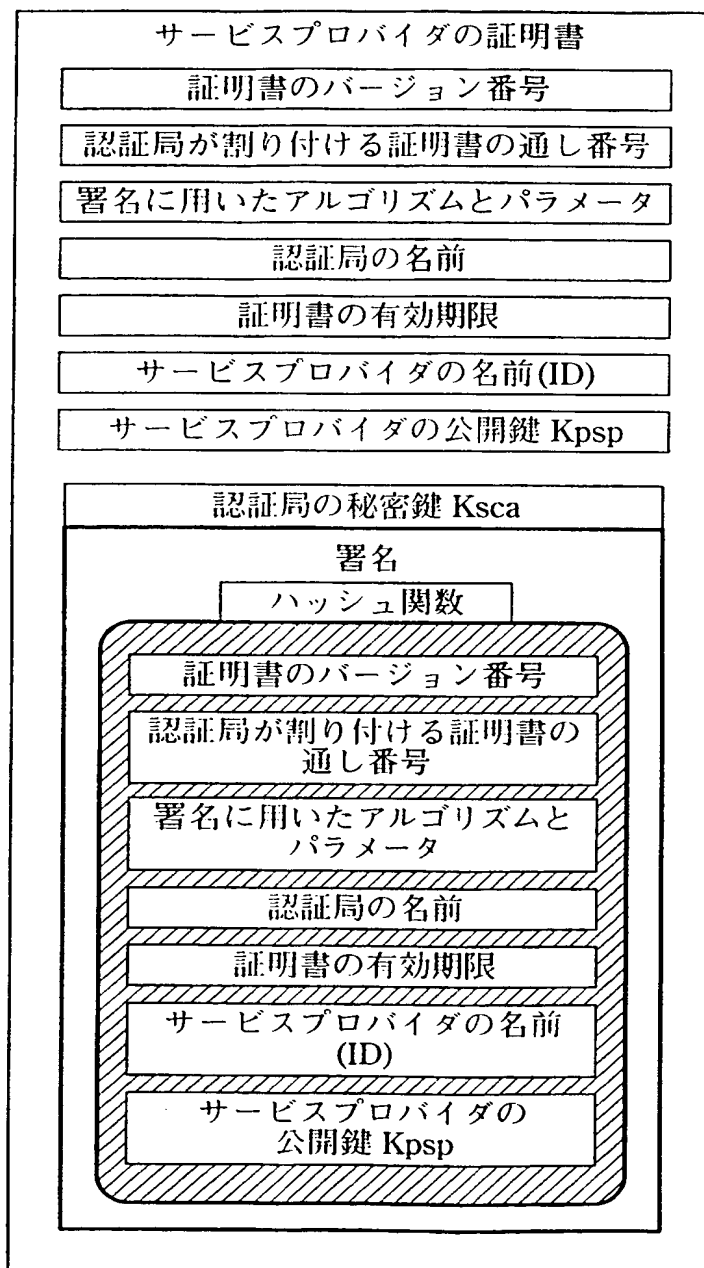 サービスプロバイダの証明書
証明書のバージョン番号
認証局が割り付ける証明書の通し番号
署名に用いたアルゴリズムとパラメータ
認証局の名前
証明書の有効期限
サービスプロバイダの名前(ID)
サービスプロバイダの公開鍵 Kpsp
認証局の秘密鍵 Ksca
署名
ハッシュ関数
証明書のバージョン番号
認証局が割り付ける証明書の
通し番号
署名に用いたアルゴリズムと
パラメータ
認証局の名前
証明書の有効期限
サービスプロバイダの名前
(ID)
サービスプロバイダの
公開鍵 Kpsp